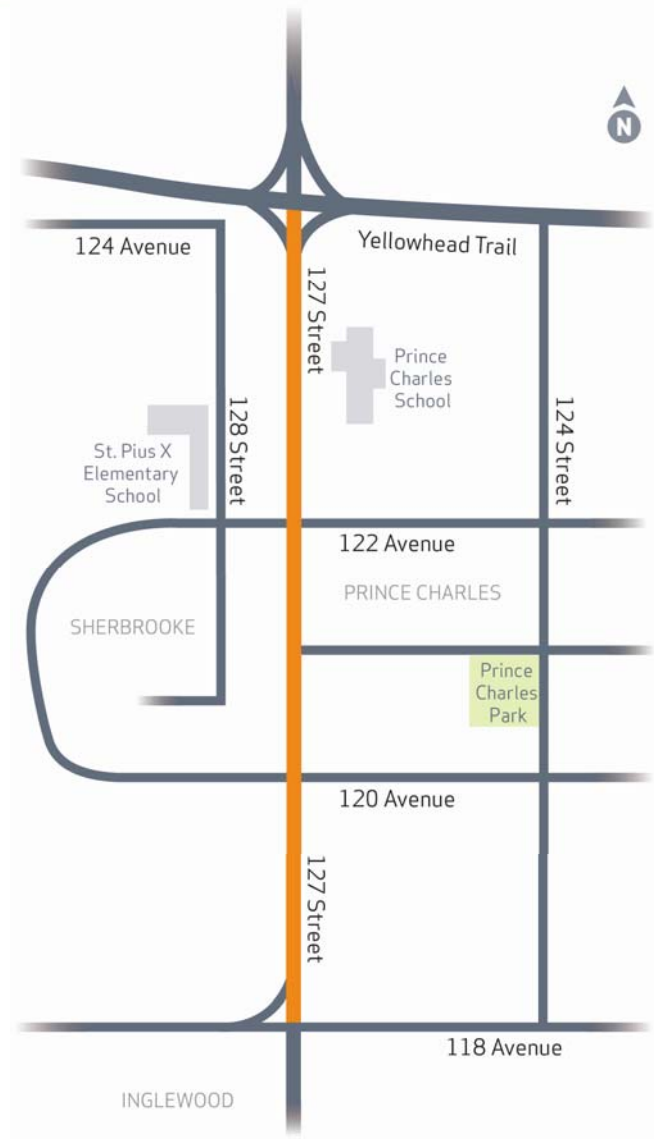 N
124 Avenue
Yellowhead Trail
127 Street
Prince
Charles
School
128 Street
124 Street
St. Pius X
Elementary
School
122 Avenue
PRINCE CHARLES
SHERBROOKE
Prince
Charles
Park
120 Avenue
127 Street
118 Avenue
INGLEWOOD